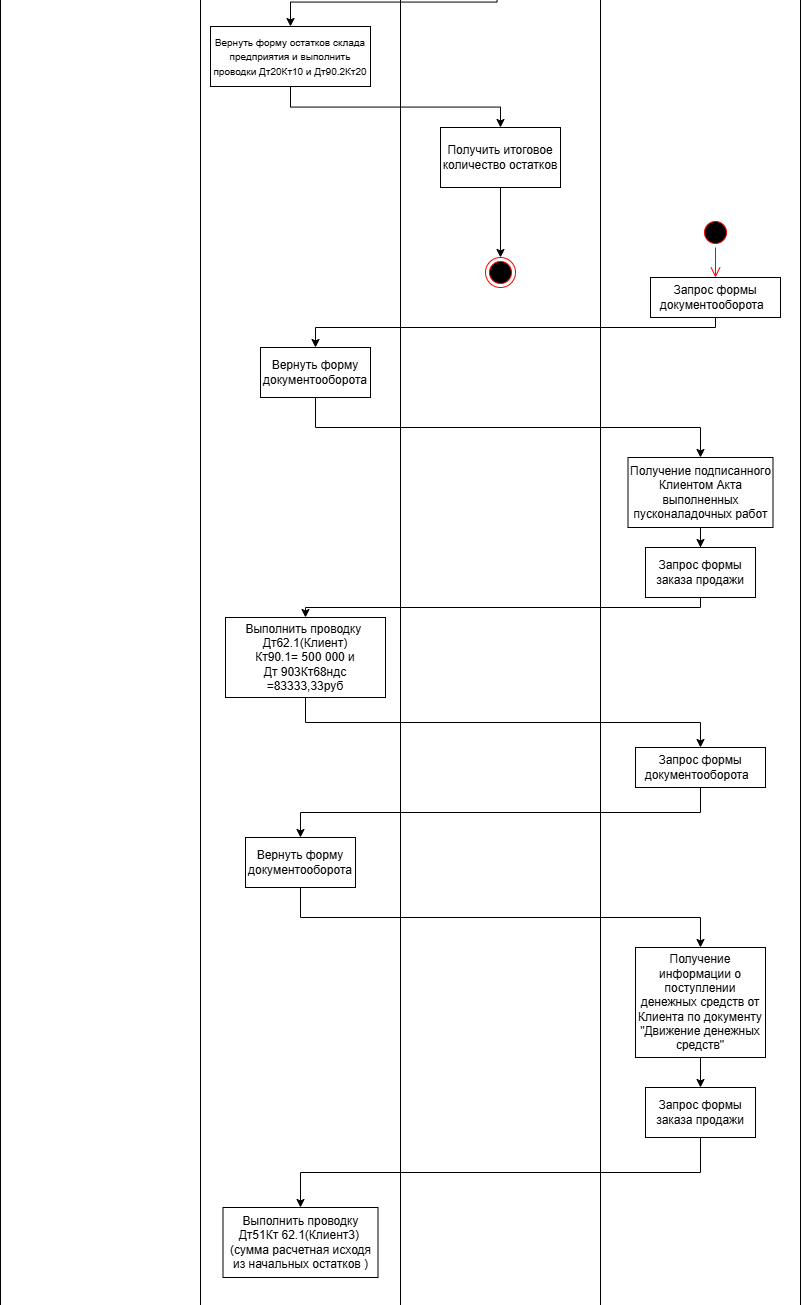 Вернуть форму остатков склада
предприятия и выполнить
проводки Дт20Кт10 и Дт90.2Кт20
Получить итоговое
количество остатков
Запрос формы
документооборота
Вернуть форму
документооборота
Получение подписанного
Клиентом Акта
выполненных
пусконаладочных работ
Запрос формы
заказа продажи
Выполнить проводку
Дт62.1(Клиент)
Кт90.1= 500 000 и
Дт 903Кт68ндс
=83333,33руб
Запрос формы
документооборота
Вернуть форму
документооборота
Получение
информации о
поступлении
денежных средств от
Клиента по документу
"Движение денежных
средств"
Запрос формы
заказа продажи
Выполнить проводку
Дт51Кт 62.1(Клиент3)
(сумма расчетная исходя
из начальных остатков )